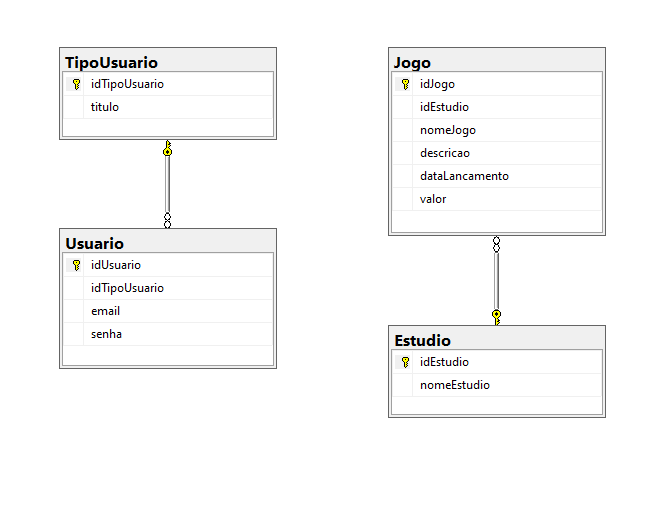 TipoUsuario
idTipoUsuario
titulo
Usuario
idUsuario
idTipoUsuario
email
senha
Jogo
idJogo
idEstudio
nomeJogo
descricao
dataLancamento
valor
Estudio
idEstudio
nomeEstudio